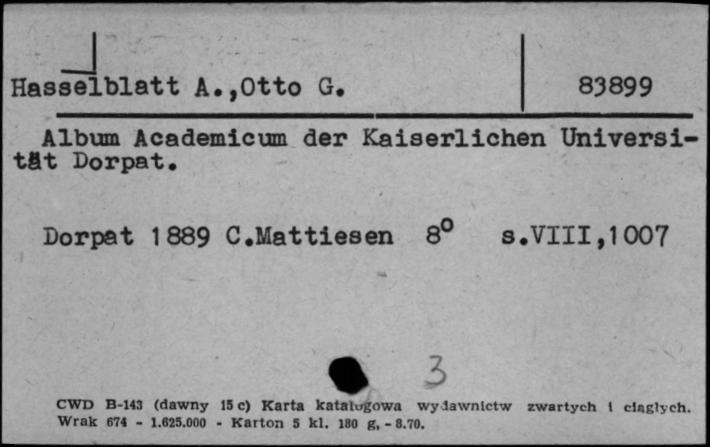 Hasselblatt A.,Otto G. 83899
Album Academicum der Kaiserlichen Universi-
tät Dorpat.
Dorpat 1889 C.Mattiesen 8º s.VIII,1007
3
CWD B-143 (dawny 15 c) Karta katalogowa wydawnictw zwartych i ciągłych.
Wrak 674 - 1.625.000 - Karton 5 kl. 180 g, - 8.70.